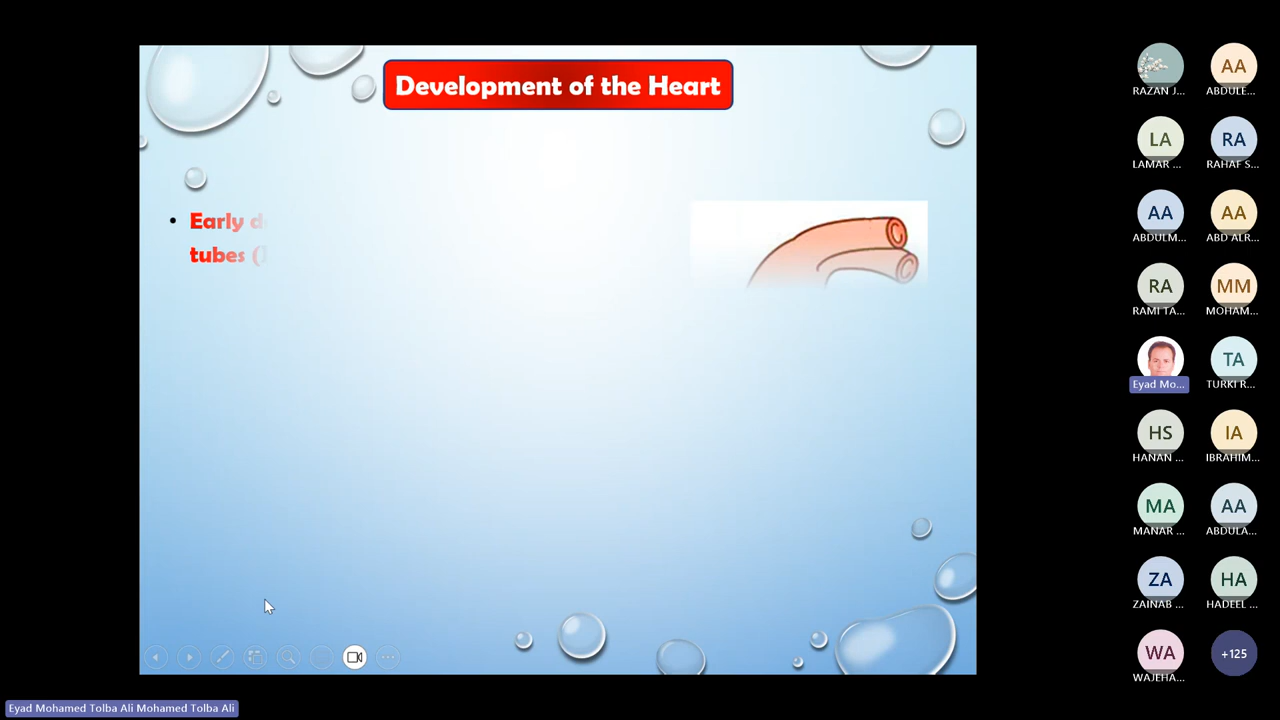 Development of the Heart
• Early
tubes (
RAZAN J...
ABDULE...
LAMAR ...
RAHAF S...
ABDULM...
ABD ALR...
RAMI TA...
MOHAM...
Eyad Mo...
TURKI R...
HANAN ...
IBRAHIM...
MANAR ...
ABDULA...
ZAINAB ...
HADEEL ...
WAJEHA...
AA
LA
RA
AA
AA
RA
MM
TA
HS
IA
MA
AA
ZA
HA
WA
+125
Eyad Mohamed Tolba Ali Mohamed Tolba Ali